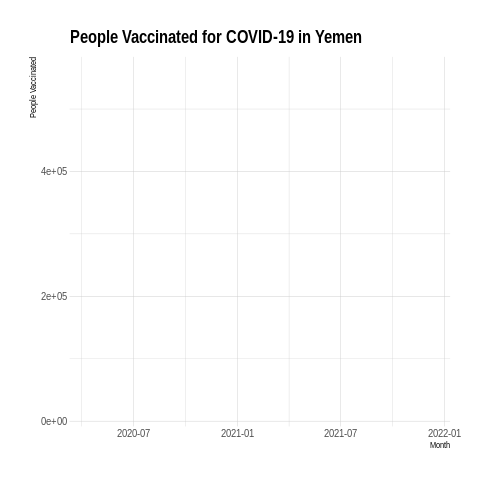 People Vaccinated for COVID-19 in Yemen
People Vaccinated
4e+05
2e+05
0e+00
2020-07 2021-01 2021-07 2022-01
Month